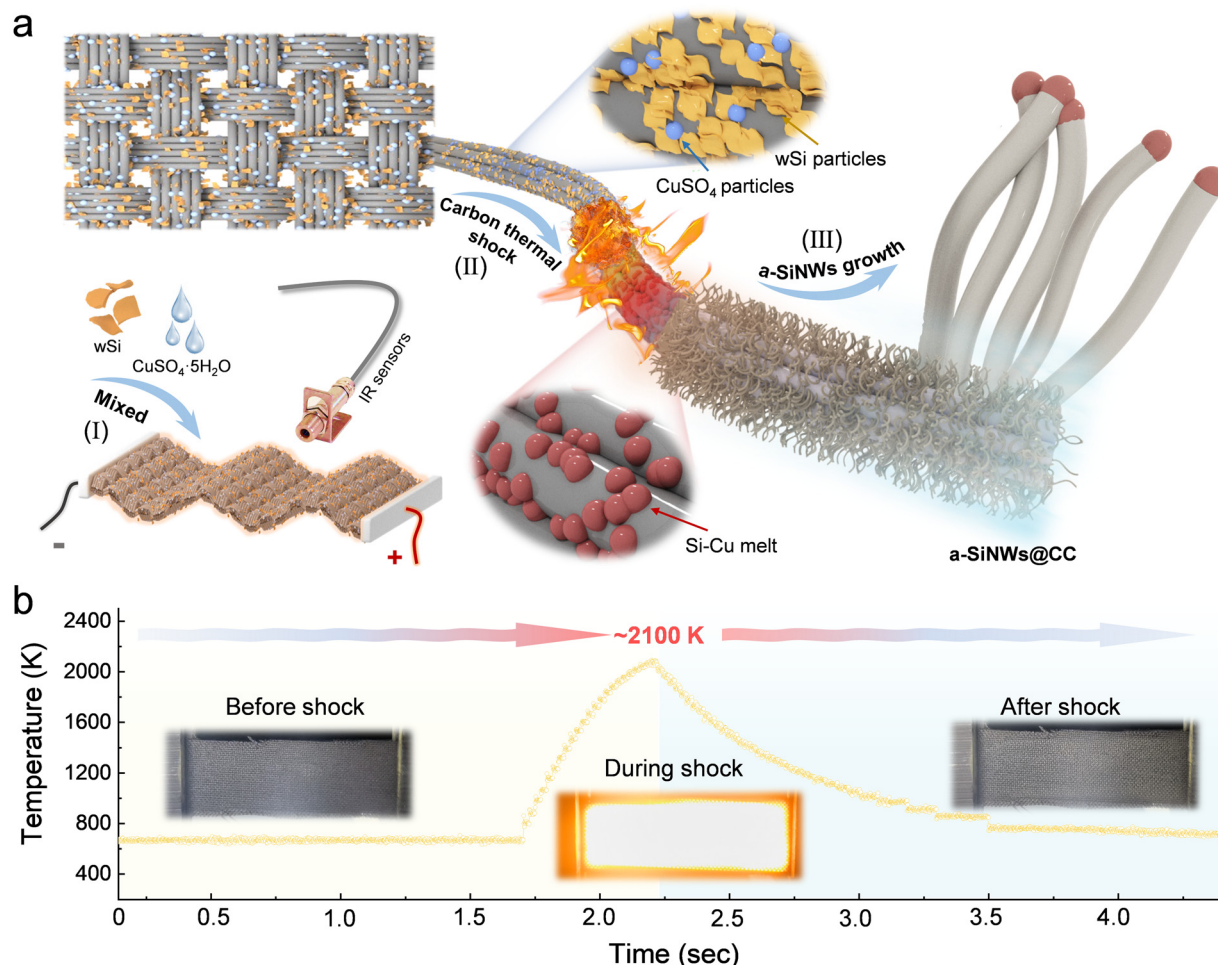 a
wSi particles
CuSO₄ particles
Carbon thermal
shock
(II)
(III)
a-SiNWs growth
wSi
CuSO₄·5H₂O
IR sensors
Mixed
(I)
-
+
Si-Cu melt
a-SiNWs@CC
b
2400
2000
1600
1200
800
400
Temperature (K)
~2100 K
Before shock
During shock
After shock
0
0.5
1.0
1.5
2.0
2.5
3.0
3.5
4.0
Time (sec)